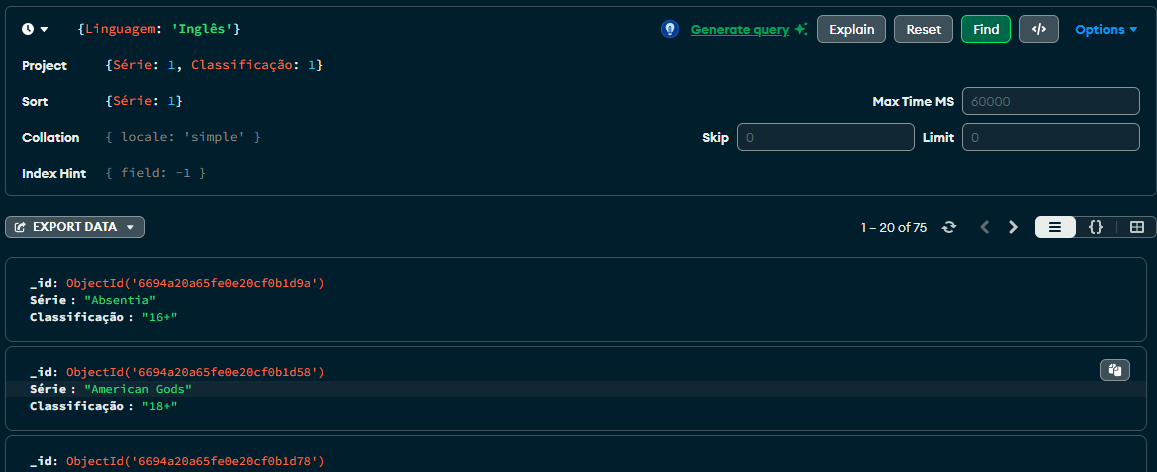 {Linguagem: 'Inglês'} Generate query Explain Reset Find </> Options
Project {Série: 1, Classificação: 1}
Sort {Série: 1} Max Time MS 60000
Collation { locale: 'simple' } Skip 0 Limit 0
Index Hint { field: -1 }
EXPORT DATA 1 – 20 of 75 {}
_id: ObjectId('6694a20a65fe0e20cf0b1d9a')
Série : "Absentia"
Classificação : "16+"
_id: ObjectId('6694a20a65fe0e20cf0b1d58')
Série : "American Gods"
Classificação : "18+"
_id: ObjectId('6694a20a65fe0e20cf0b1d78')